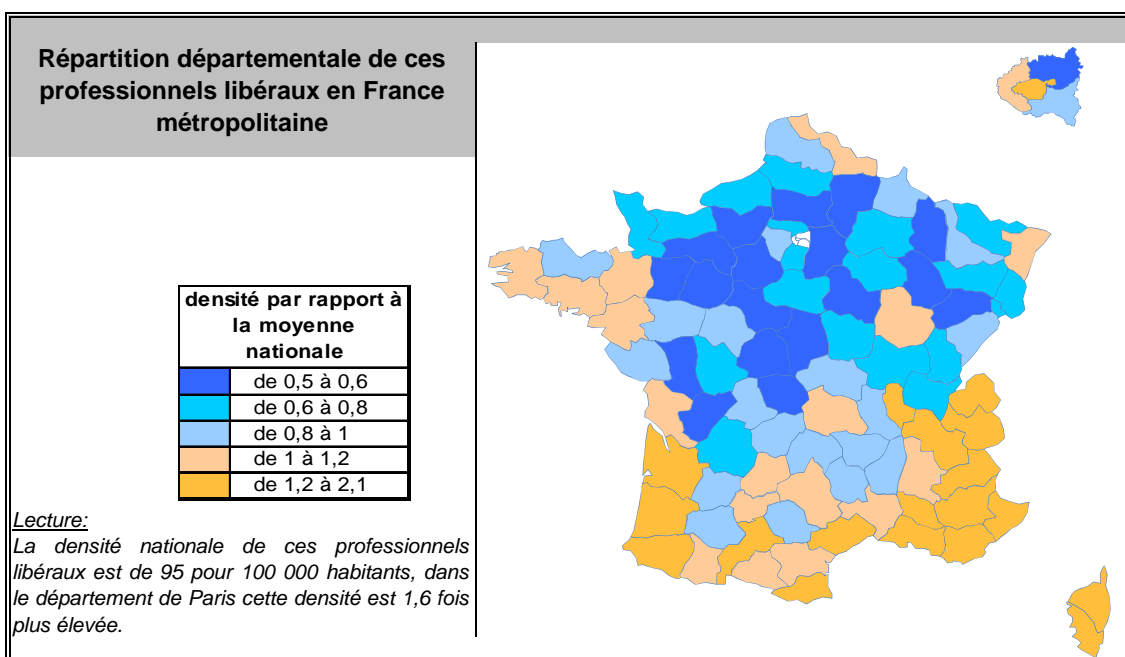 Répartition départementale de ces
professionnels libéraux en France
métropolitaine
densité par rapport à
la moyenne
nationale
de 0,5 à 0,6
de 0,6 à 0,8
de 0,8 à 1
de 1 à 1,2
de 1,2 à 2,1
Lecture:
La densité nationale de ces professionnels
libéraux est de 95 pour 100 000 habitants, dans
le département de Paris cette densité est 1,6 fois
plus élevée.